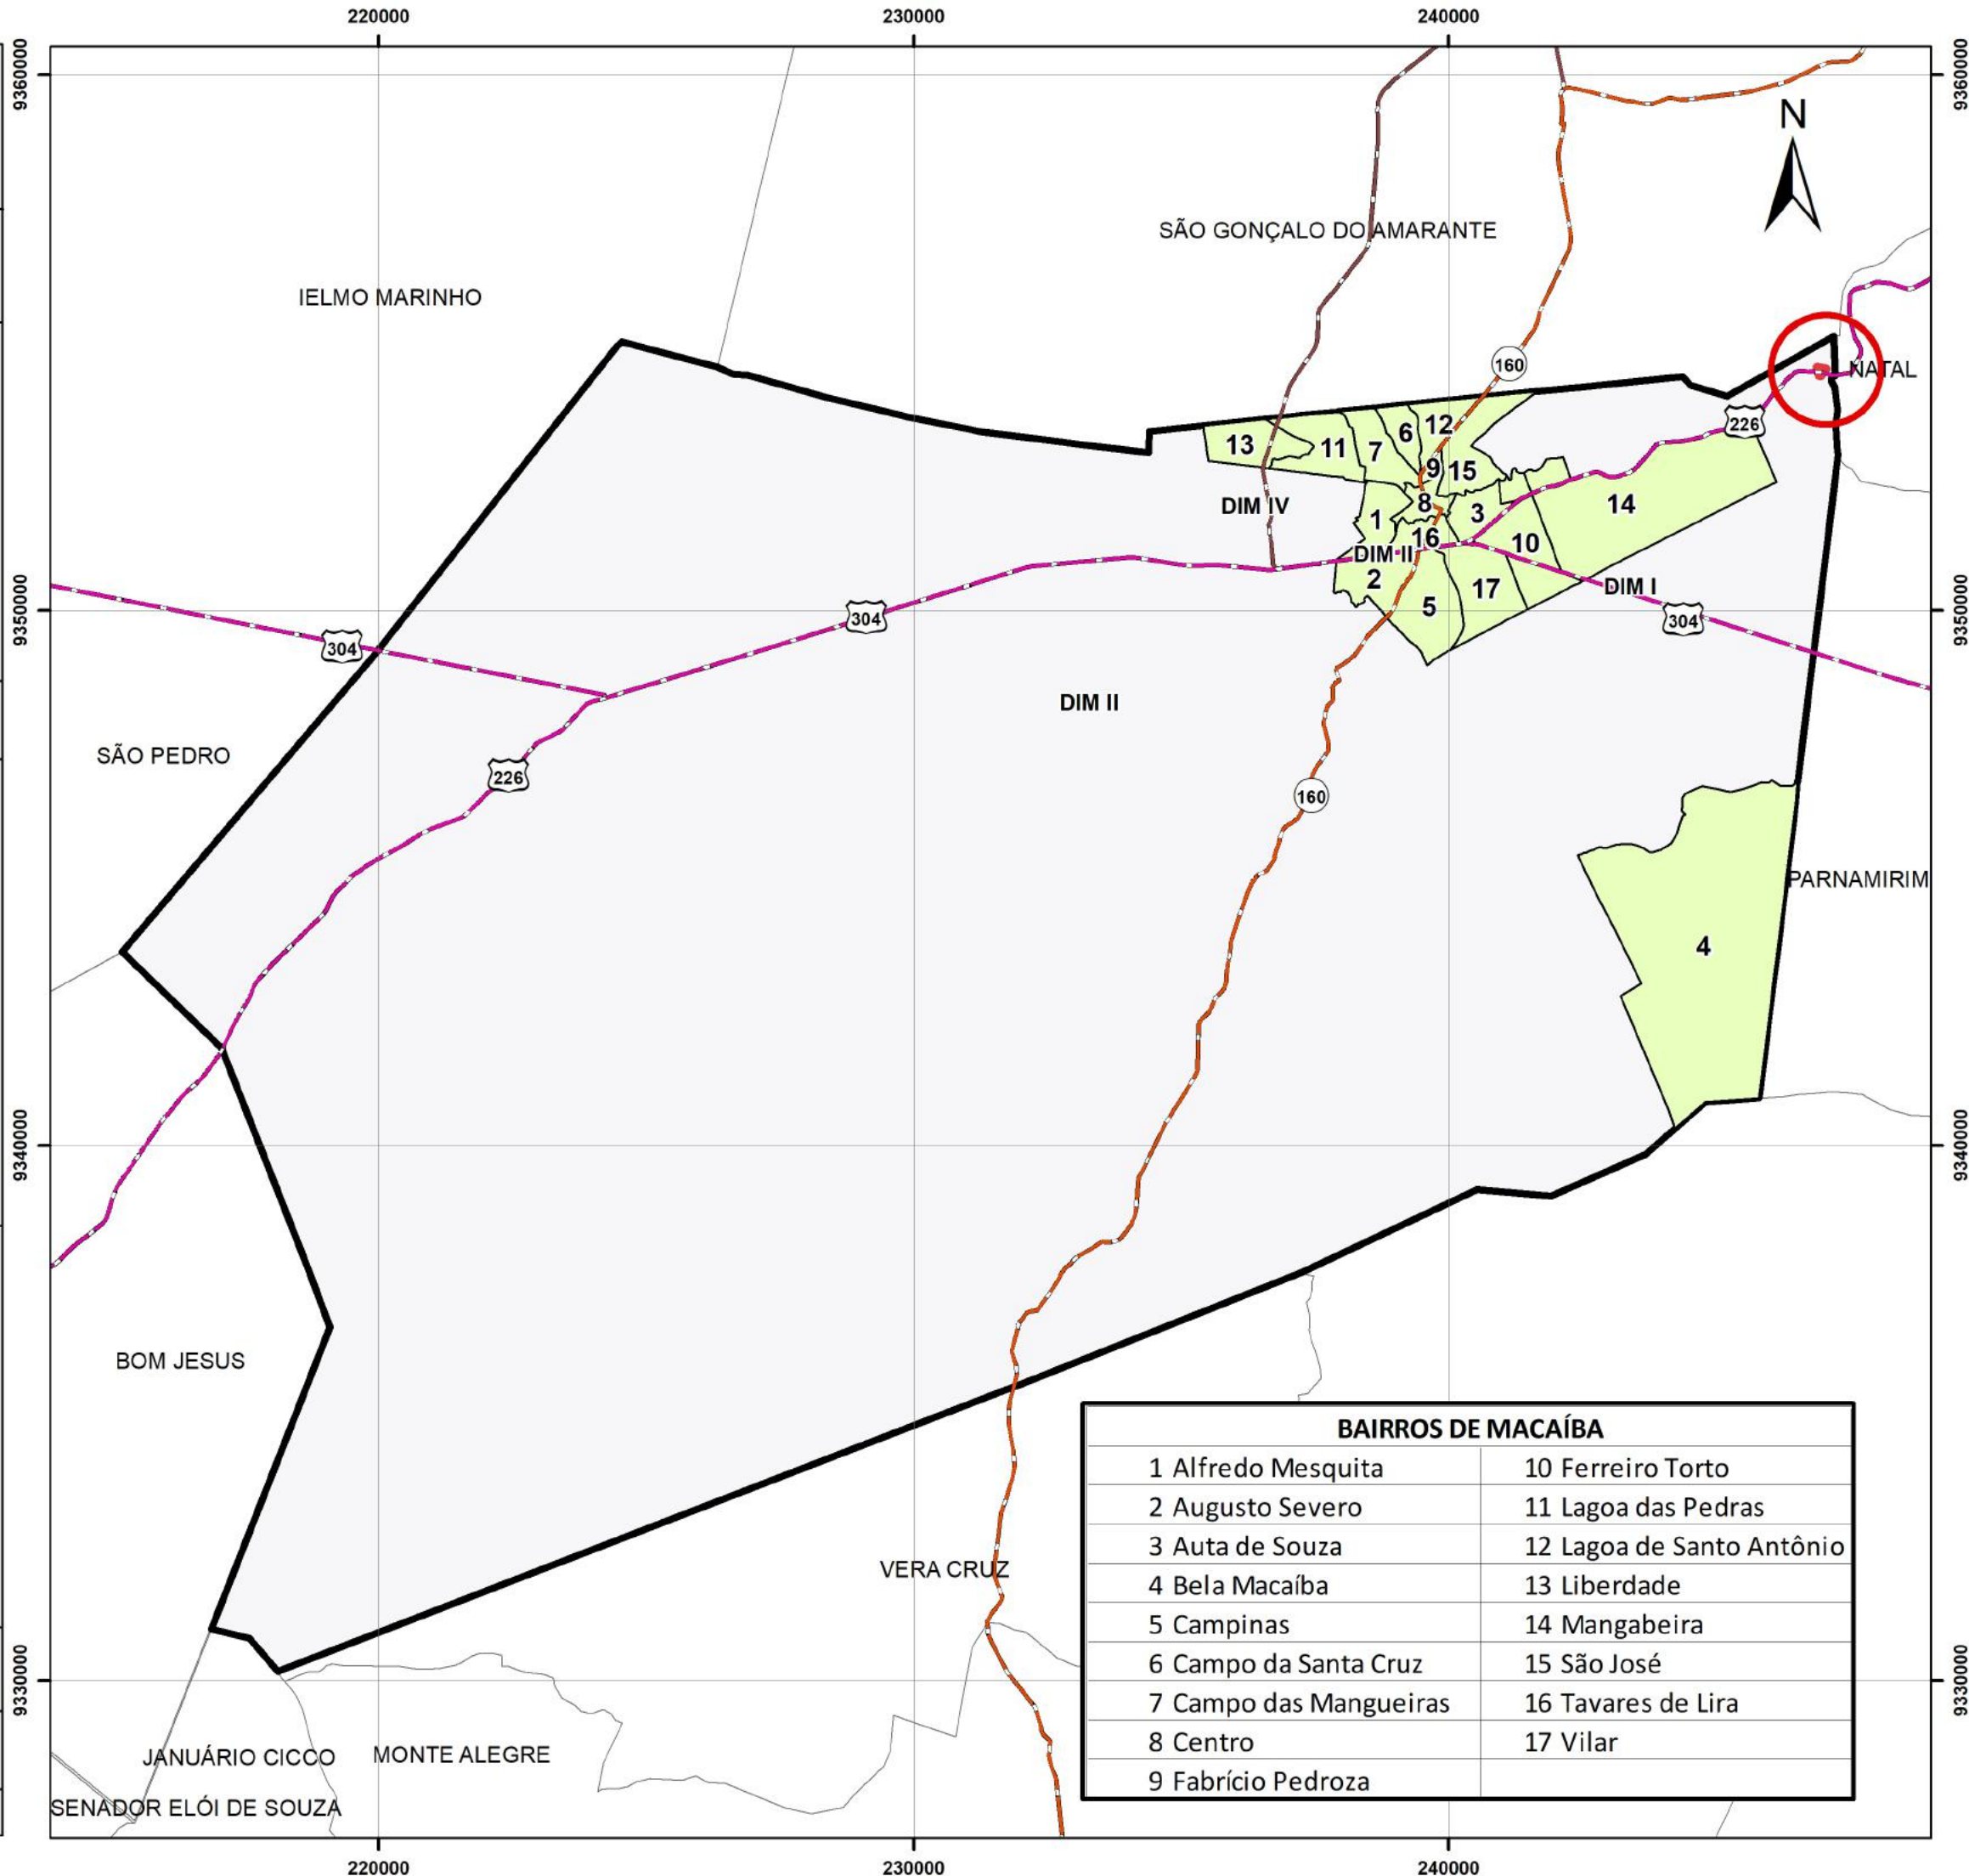 220000
230000
240000
9360000
9360000
N
SÃO GONÇALO DO AMARANTE
IELMO MARINHO
160
NATAL
226
12
6
13
11
7
9
15
14
DIM IV
8
3
1
16
10
DIM II
2
DIM I
17
5
304
304
304
9350000
9350000
DIM II
SÃO PEDRO
226
160
PARNAMIRIM
4
9340000
9340000
BOM JESUS
VERA CRUZ
BAIRROS DE MACAÍBA
1 Alfredo Mesquita
10 Ferreiro Torto
2 Augusto Severo
11 Lagoa das Pedras
3 Auta de Souza
12 Lagoa de Santo Antônio
4 Bela Macaíba
13 Liberdade
5 Campinas
14 Mangabeira
6 Campo da Santa Cruz
15 São José
7 Campo das Mangueiras
16 Tavares de Lira
8 Centro
17 Vilar
9 Fabrício Pedroza
9330000
9330000
JANUÁRIO CICCO
MONTE ALEGRE
SENADOR ELÓI DE SOUZA
220000
230000
240000